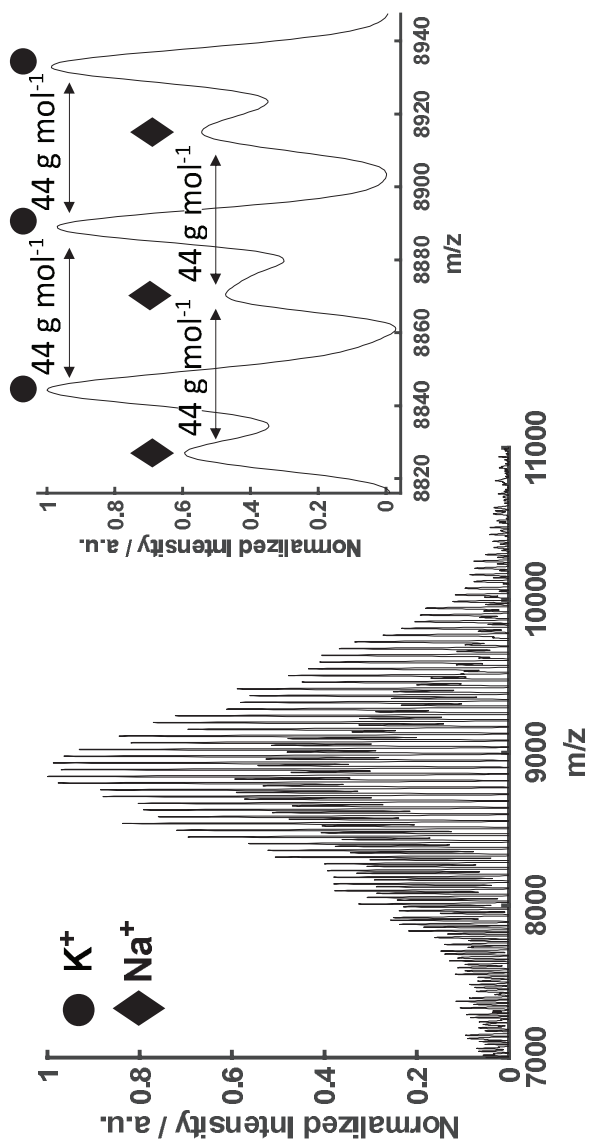 K+
Na+
Normalized Intensity / a.u.
1
0.8
0.6
0.4
0.2
0
7000
8000
9000
10000
11000
m/z
Normalized Intensity / a.u.
1
0.8
0.6
0.4
0.2
0
44 g mol-1
44 g mol-1
44 g mol-1
44 g mol-1
8820
8840
8860
8880
8900
8920
8940
m/z